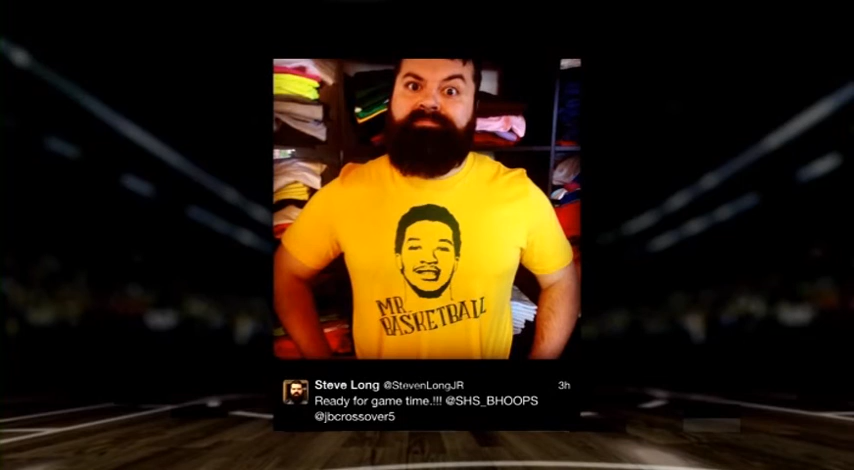 MR.
BASKETBALL
Steve Long @StevenLongJR 3h
Ready for game time.!!! @SHS_BHOOPS
@jbcrossover5